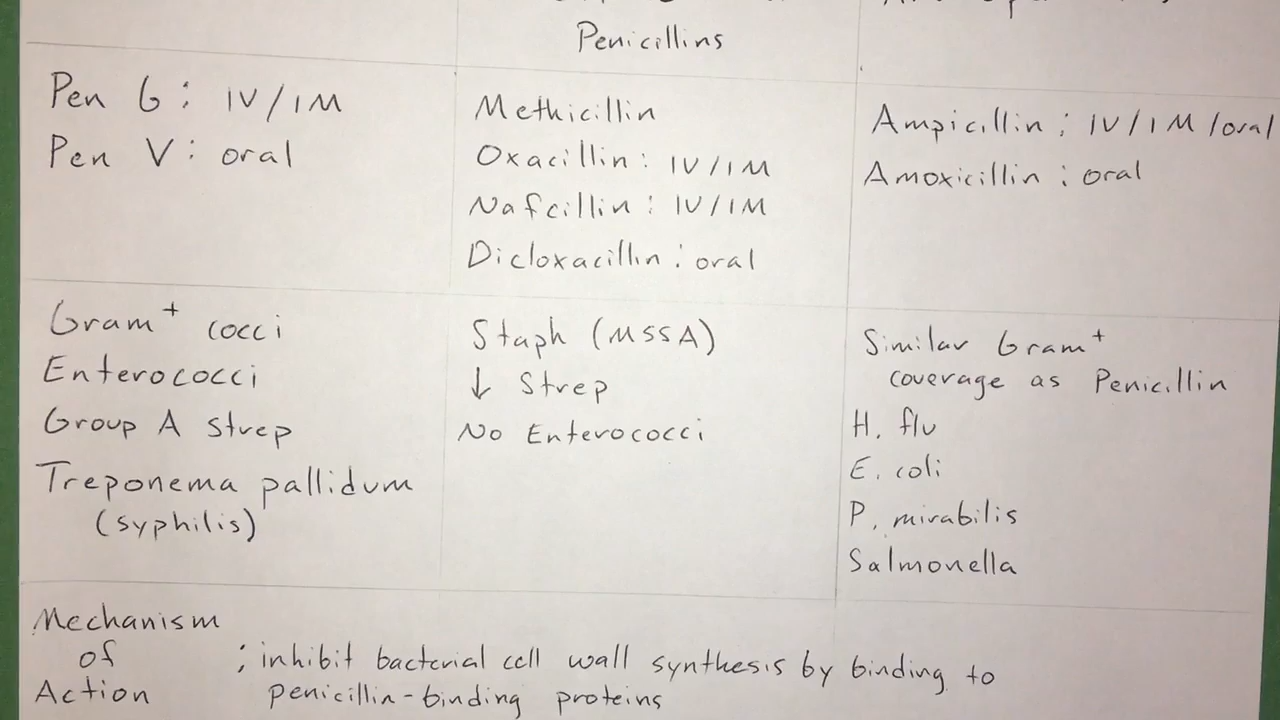 Penicillins
Pen G: IV/IM
Pen V: oral
Methicillin
Oxacillin: IV/IM
Nafcillin: IV/IM
Dicloxacillin: oral
Ampicillin: IV/IM/oral
Amoxicillin: oral
Gram+ cocci
Enterococci
Group A strep
Treponema pallidum
(syphilis)
Staph (MSSA)
↓ Strep
No Enterococci
Similar Gram+
coverage as Penicillin
H. flu
E. coli
P. mirabilis
Salmonella
Mechanism
of
Action
: inhibit bacterial cell wall synthesis by binding to
penicillin-binding proteins